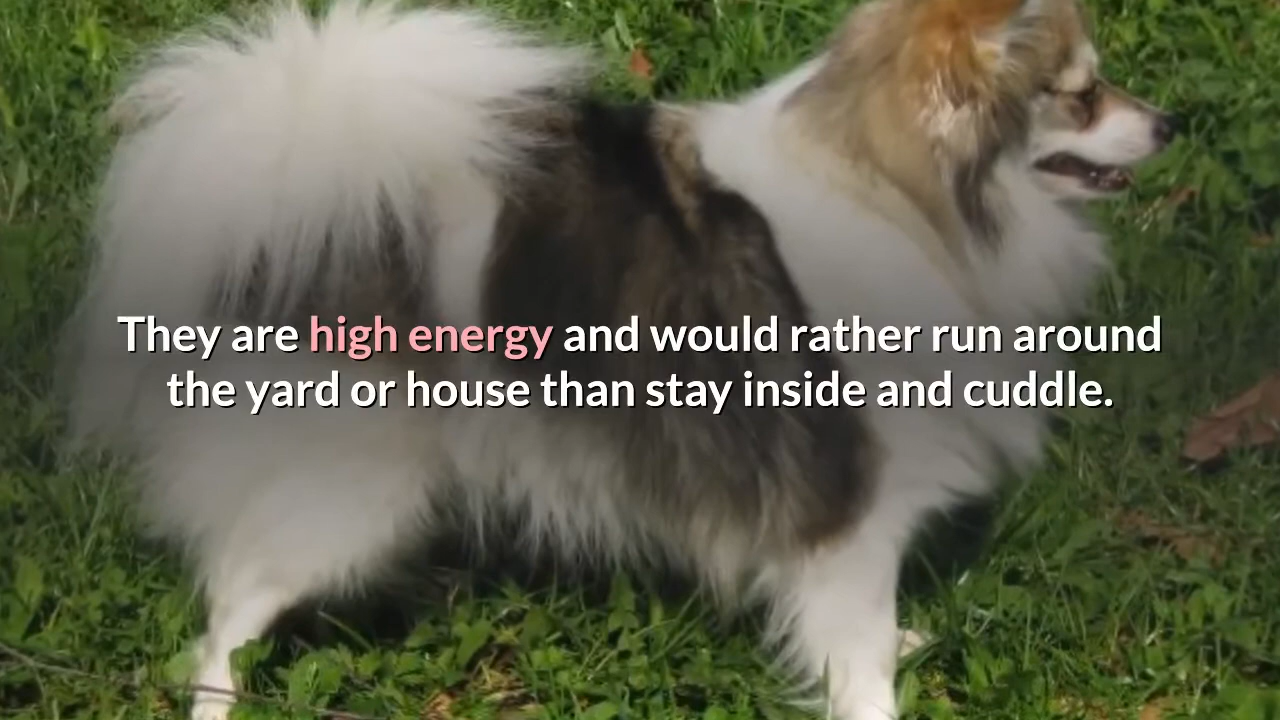 They are high energy and would rather run around
the yard or house than stay inside and cuddle.